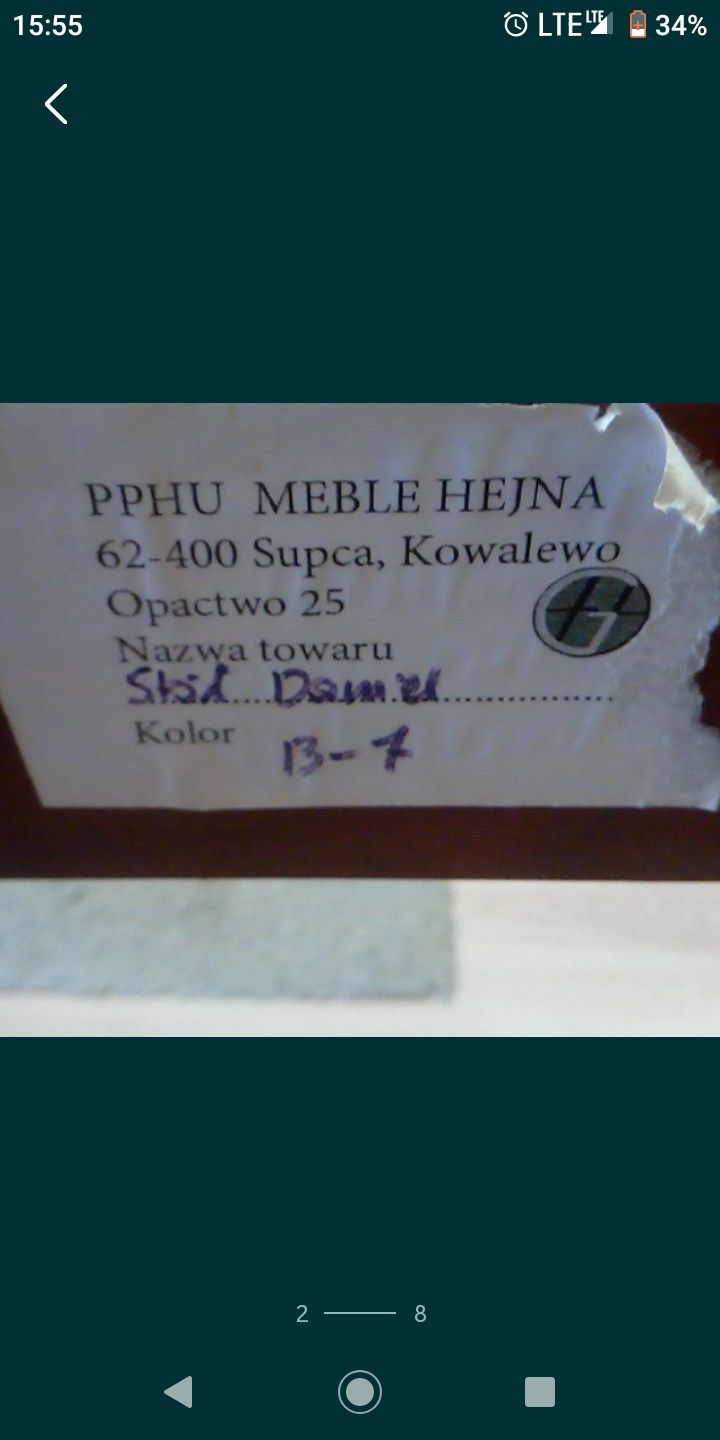 15:55 LTE LTE 34%
PPHU MEBLE HEJNA
62-400 Supca, Kowalewo
Opactwo 25
Nazwa towaru
Stół Daniel
Kolor
B-7
2 8